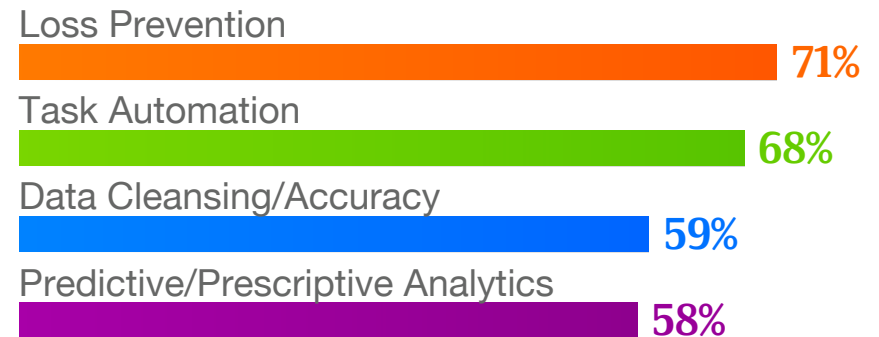 Loss Prevention
71%
Task Automation
68%
Data Cleansing/Accuracy
59%
Predictive/Prescriptive Analytics
58%